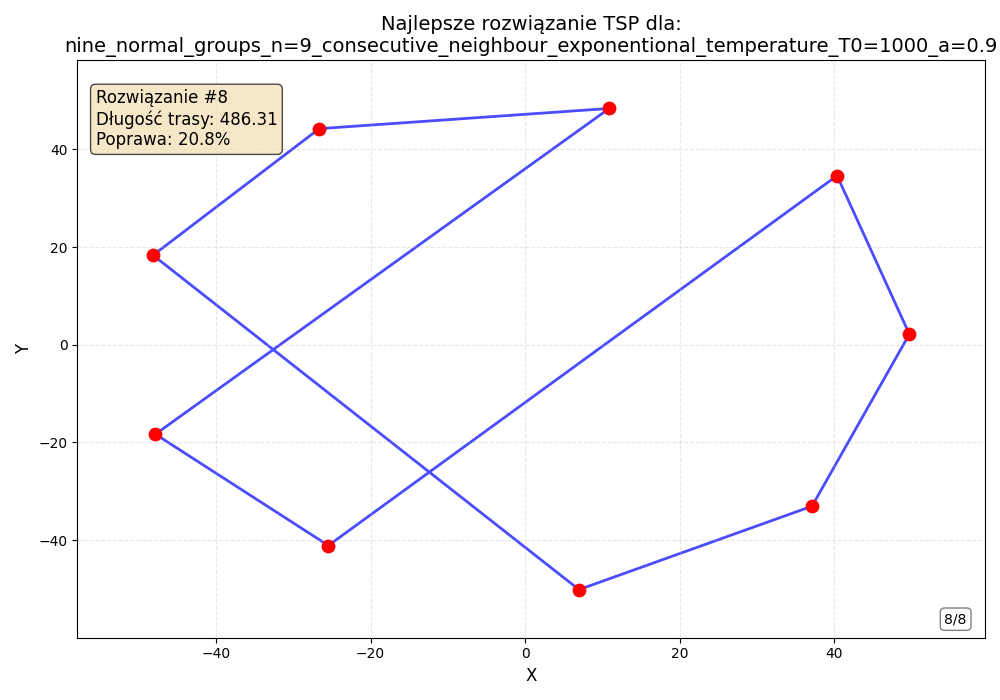 Najlepsze rozwiązanie TSP dla:
nine_normal_groups_n=9_consecutive_neighbour_exponentional_temperature_T0=1000_a=0.9
Rozwiązanie #8
Długość trasy: 486.31
Poprawa: 20.8%
40
20
0
−20
−40
Y
8/8
−40
−20
0
20
40
X